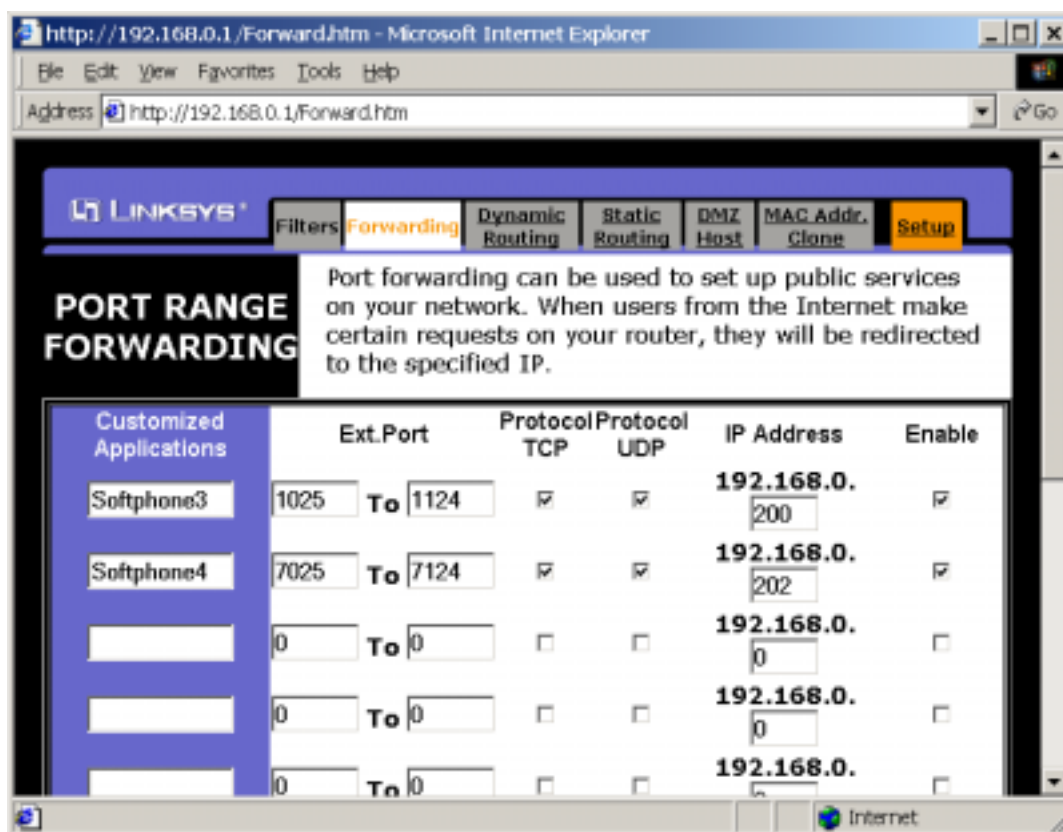 http://192.168.0.1/Forward.htm - Microsoft Internet Explorer
File Edit View Favorites Tools Help
Address http://192.168.0.1/Forward.htm Go
LINKSYS®
Filters Forwarding Dynamic Routing Static Routing DMZ Host MAC Addr. Clone Setup
PORT RANGE
FORWARDING
Port forwarding can be used to set up public services
on your network. When users from the Internet make
certain requests on your router, they will be redirected
to the specified IP.
Customized Applications Ext.Port Protocol TCP Protocol UDP IP Address Enable
Softphone3 1025 To 1124 192.168.0. 200
Softphone4 7025 To 7124 192.168.0. 202
0 To 0 192.168.0. 0
0 To 0 192.168.0. 0
0 To 0 192.168.0.
Internet